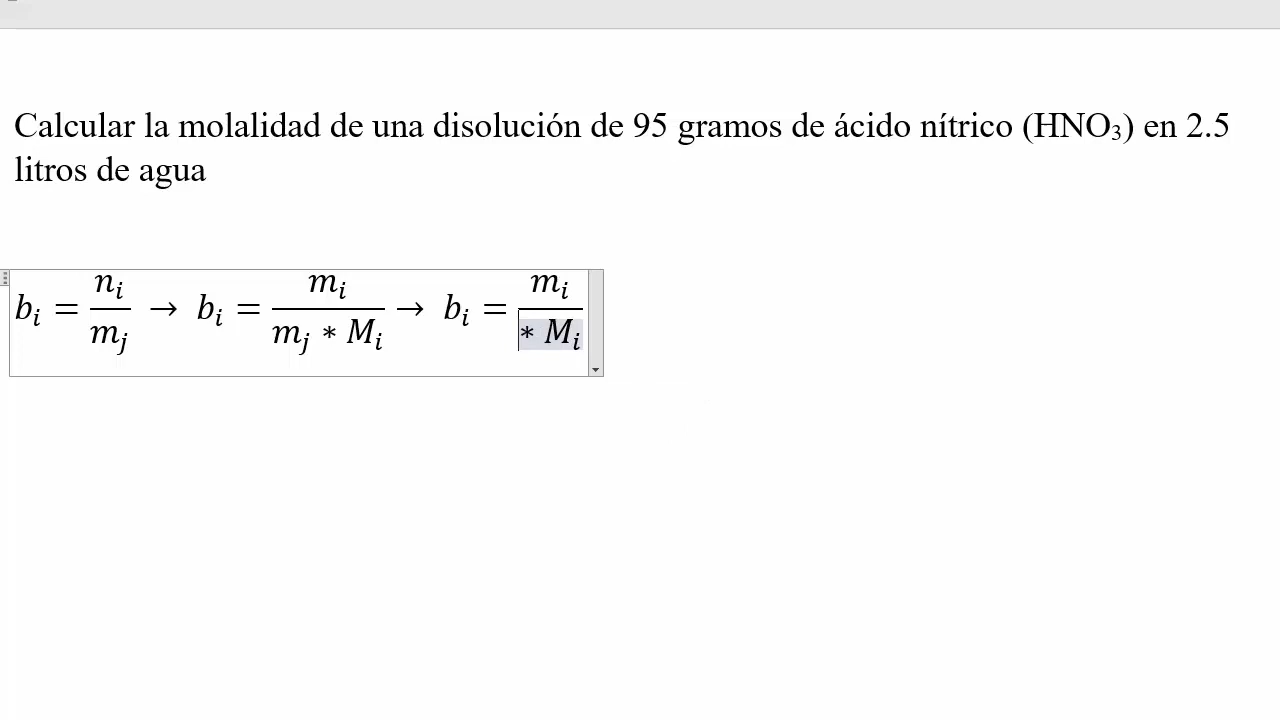 Calcular la molalidad de una disolución de 95 gramos de ácido nítrico (HNO₃) en 2.5
litros de agua
bᵢ = nᵢ/mⱼ → bᵢ = mᵢ/(mⱼ * Mᵢ) → bᵢ = mᵢ/(* Mᵢ)